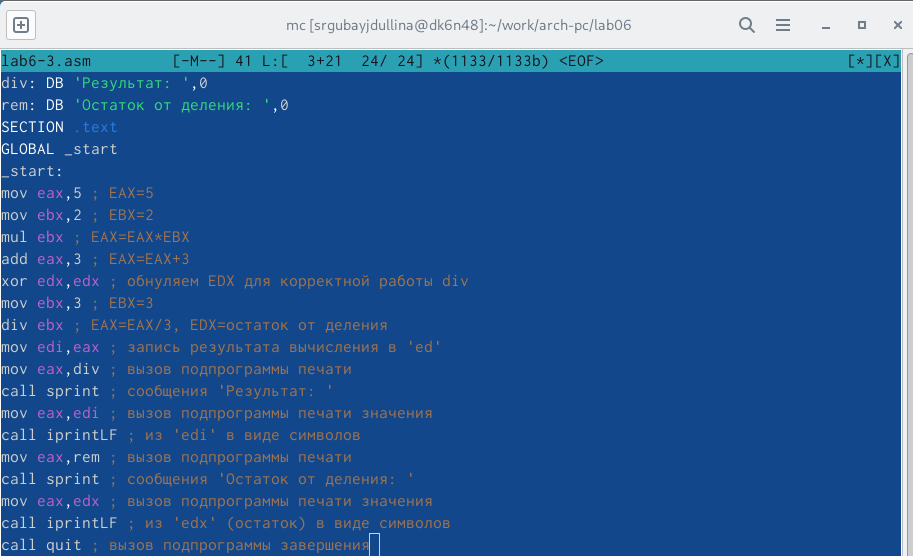 mc [srgubayjdullina@dk6n48]:~/work/arch-pc/lab06
lab6-3.asm [-M--] 41 L:[ 3+21 24/ 24] *(1133/1133b) <EOF> [*][X]
div: DB 'Результат: ',0
rem: DB 'Остаток от деления: ',0
SECTION .text
GLOBAL _start
_start:
mov eax,5 ; EAX=5
mov ebx,2 ; EBX=2
mul ebx ; EAX=EAX*EBX
add eax,3 ; EAX=EAX+3
xor edx,edx ; обнуляем EDX для корректной работы div
mov ebx,3 ; EBX=3
div ebx ; EAX=EAX/3, EDX=остаток от деления
mov edi,eax ; запись результата вычисления в 'ed'
mov eax,div ; вызов подпрограммы печати
call sprint ; сообщения 'Результат: '
mov eax,edi ; вызов подпрограммы печати значения
call iprintLF ; из 'edi' в виде символов
mov eax,rem ; вызов подпрограммы печати
call sprint ; сообщения 'Остаток от деления: '
mov eax,edx ; вызов подпрограммы печати значения
call iprintLF ; из 'edx' (остаток) в виде символов
call quit ; вызов подпрограммы завершения